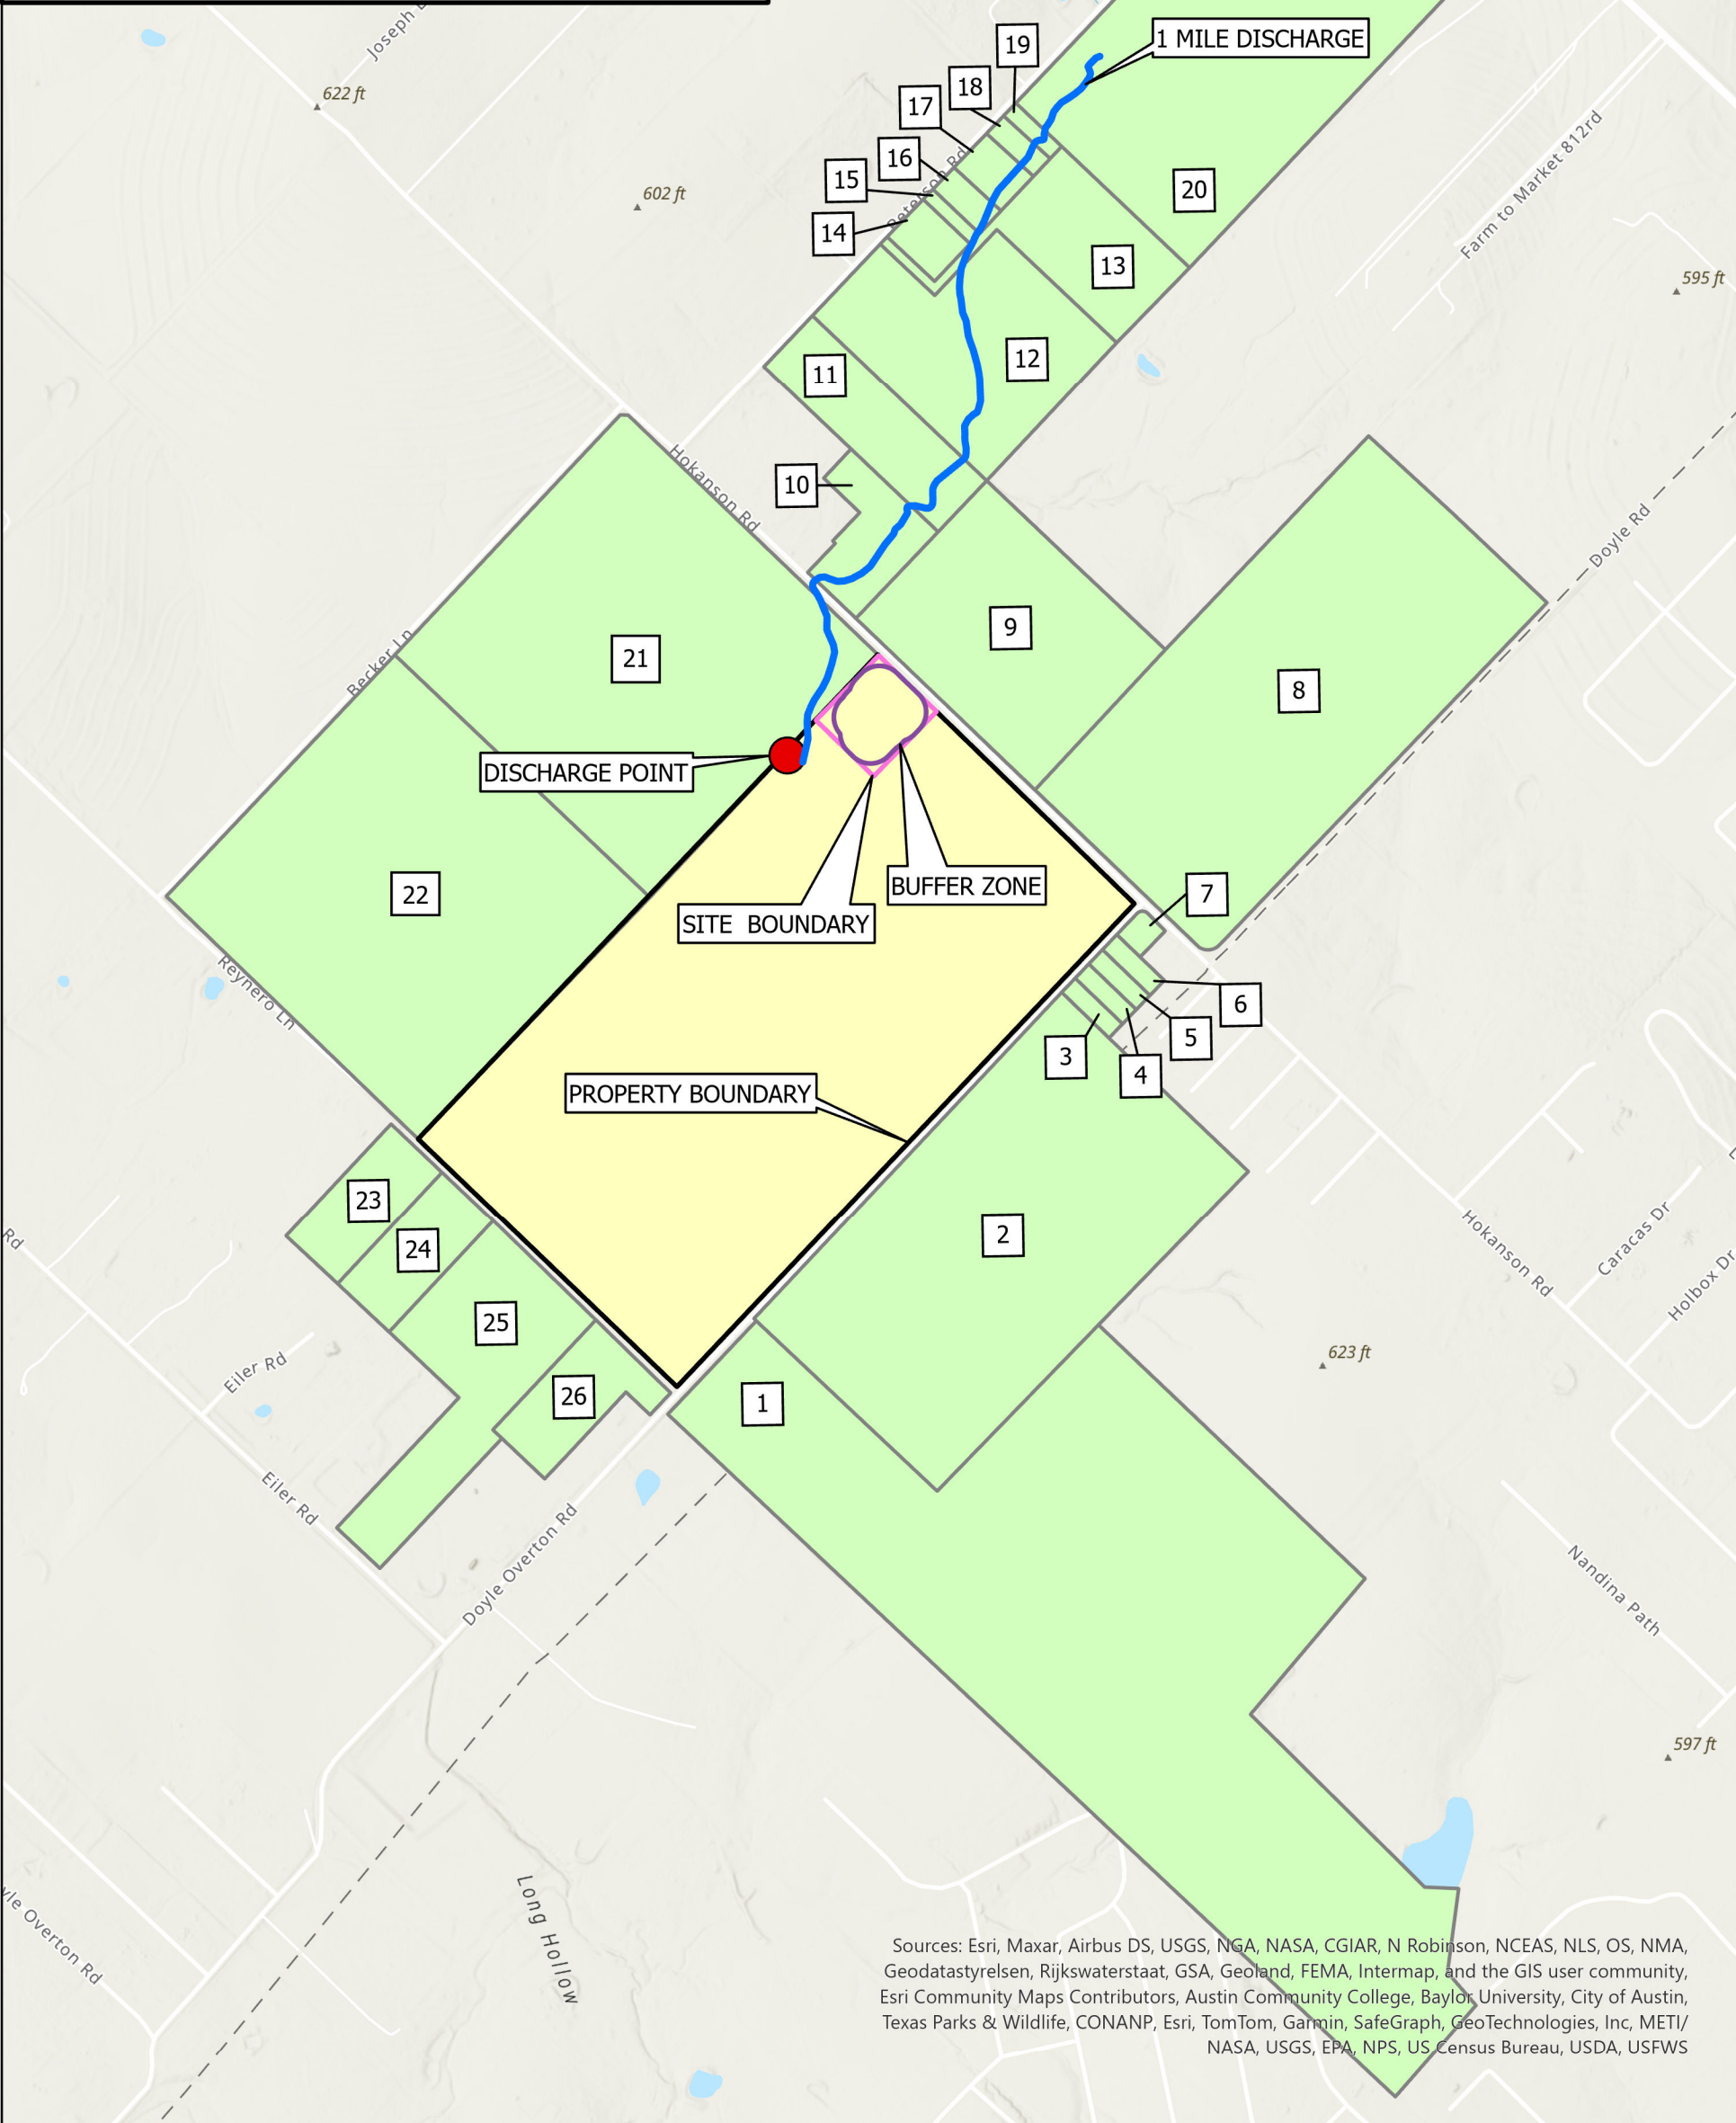 Joseph
19
1 MILE DISCHARGE
622 ft
18
17
Farm to Market 812rd
16
Peterson Rd
15
602 ft
20
14
13
595 ft
12
11
Hokanson Rd
10
Doyle Rd
9
Becker Ln
21
8
DISCHARGE POINT
BUFFER ZONE
22
7
SITE BOUNDARY
Reynero Ln
6
5
3
4
PROPERTY BOUNDARY
23
Rd
2
24
Hokanson Rd
Caracas Dr
Holbox Dr
25
623 ft
Eiler Rd
26
1
Eiler Rd
Doyle Overton Rd
Nandina Path
597 ft
Long Hollow
yle Overton Rd
Sources: Esri, Maxar, Airbus DS, USGS, NGA, NASA, CGIAR, N Robinson, NCEAS, NLS, OS, NMA,
Geodatastyrelsen, Rijkswaterstaat, GSA, Geoland, FEMA, Intermap, and the GIS user community,
Esri Community Maps Contributors, Austin Community College, Baylor University, City of Austin,
Texas Parks & Wildlife, CONANP, Esri, TomTom, Garmin, SafeGraph, GeoTechnologies, Inc, METI/
NASA, USGS, EPA, NPS, US Census Bureau, USDA, USFWS